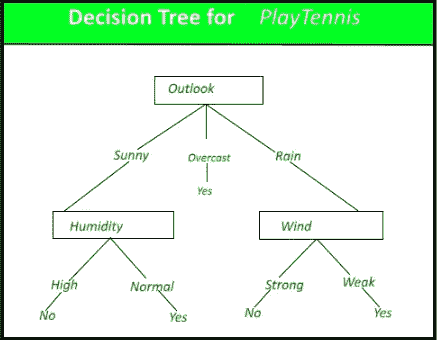 Decision Tree for PlayTennis
Outlook
Sunny Overcast Rain
Yes
Humidity Wind
High Normal Strong Weak
No Yes No Yes